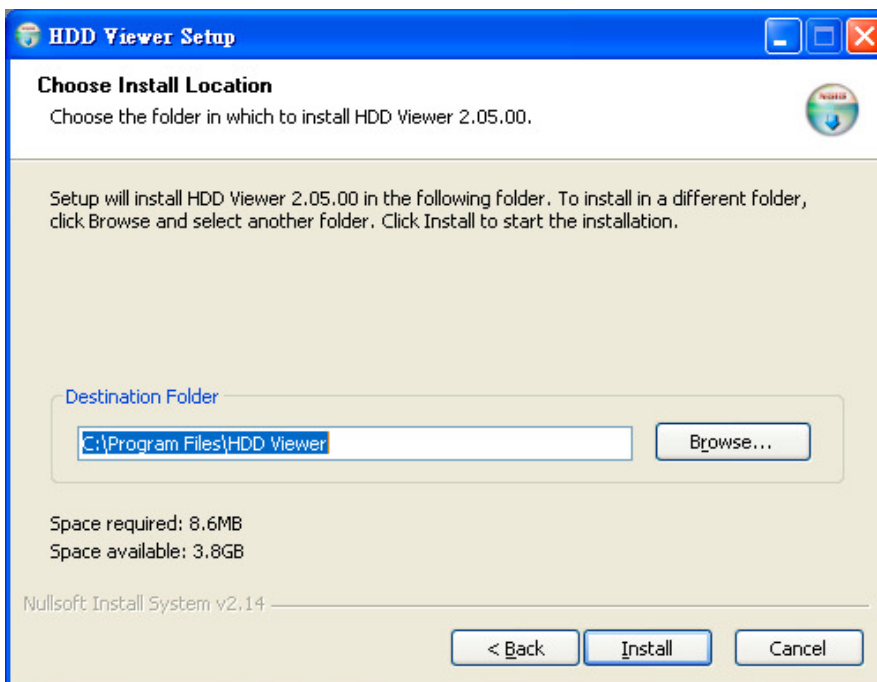 HDD Viewer Setup
Choose Install Location
Choose the folder in which to install HDD Viewer 2.05.00.
Setup will install HDD Viewer 2.05.00 in the following folder. To install in a different folder,
click Browse and select another folder. Click Install to start the installation.
Destination Folder
C:\Program Files\HDD Viewer
Browse...
Space required: 8.6MB
Space available: 3.8GB
Nullsoft Install System v2.14
< Back
Install
Cancel